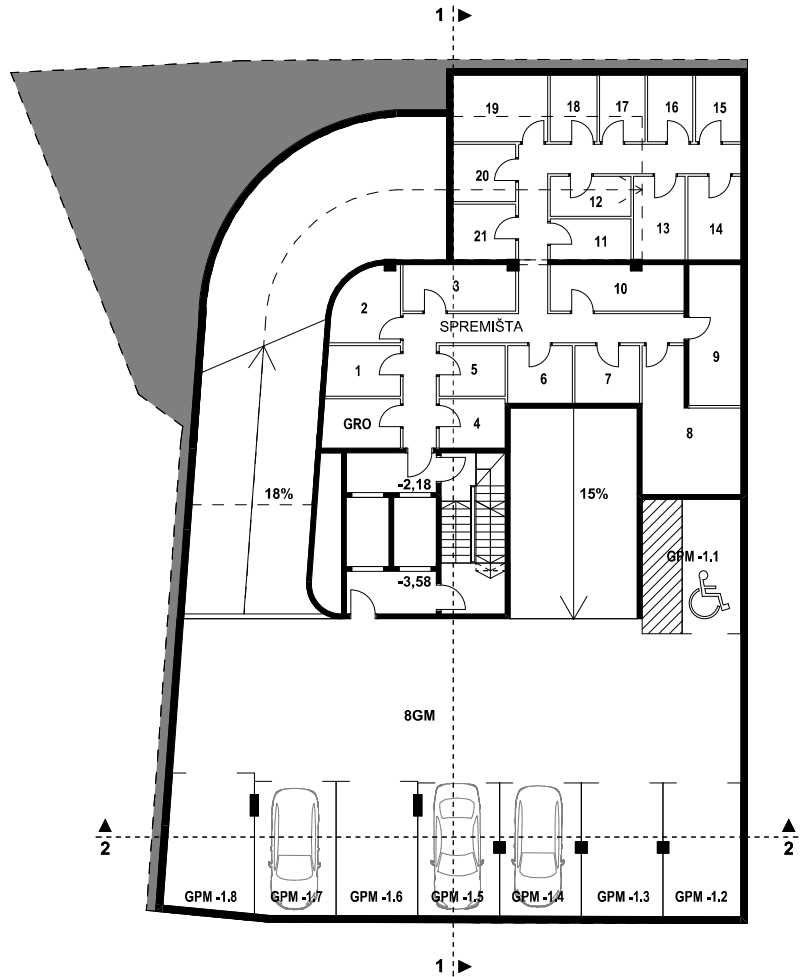 1
19
18
17
16
15
20
12
21
11
13
14
3
10
2
SPREMIŠTA
9
1
5
6
7
GRO
4
8
-2,18
18%
15%
GPM -1.1
-3,58
8GM
2
2
GPM -1.8
GPM -1.7
GPM -1.6
GPM -1.5
GPM -1.4
GPM -1.3
GPM -1.2
1